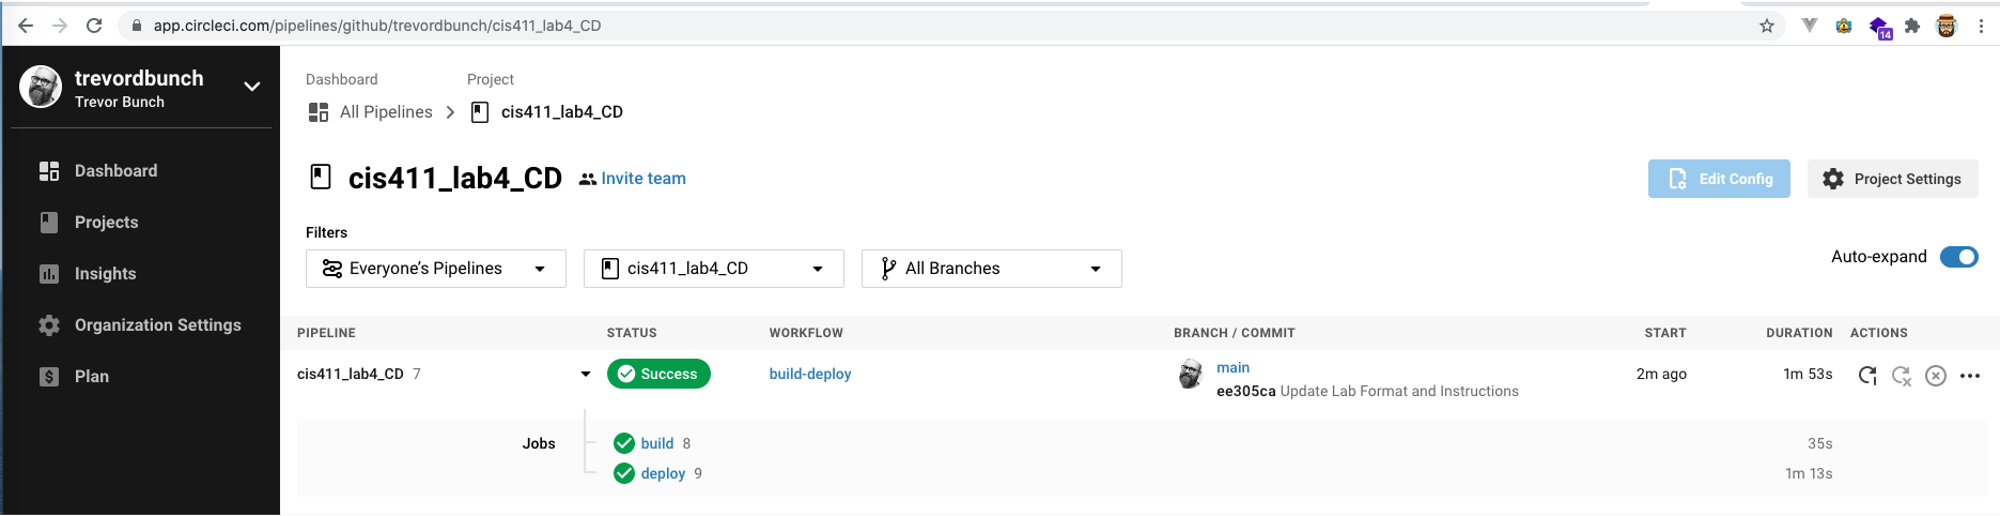 app.circleci.com/pipelines/github/trevordbunch/cis411_lab4_CD
14
trevordbunch
Trevor Bunch
Dashboard
Projects
Insights
Organization Settings
Plan
Dashboard Project
All Pipelines cis411_lab4_CD
cis411_lab4_CD Invite team
Edit Config Project Settings
Filters
Everyone’s Pipelines cis411_lab4_CD All Branches
Auto-expand
PIPELINE STATUS WORKFLOW BRANCH / COMMIT START DURATION ACTIONS
cis411_lab4_CD 7 Success build-deploy main 2m ago 1m 53s
ee305ca Update Lab Format and Instructions
Jobs build 8 35s
deploy 9 1m 13s